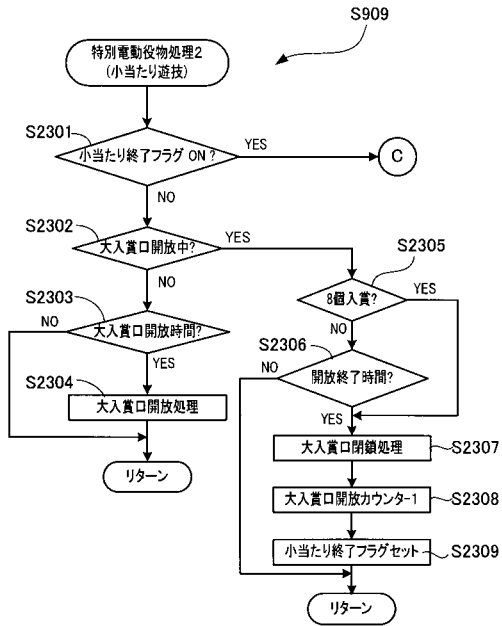 S909
特別電動役物処理2
(小当たり遊技)
S2301
小当たり終了フラグ ON?
YES
C
NO
S2302
大入賞口開放中?
YES
NO
S2305
8個入賞?
YES
NO
S2303
NO
大入賞口開放時間?
YES
S2306
NO
開放終了時間?
YES
S2304
大入賞口開放処理
リターン
大入賞口閉鎖処理
S2307
大入賞口開放カウンター1
S2308
小当たり終了フラグセット
S2309
リターン